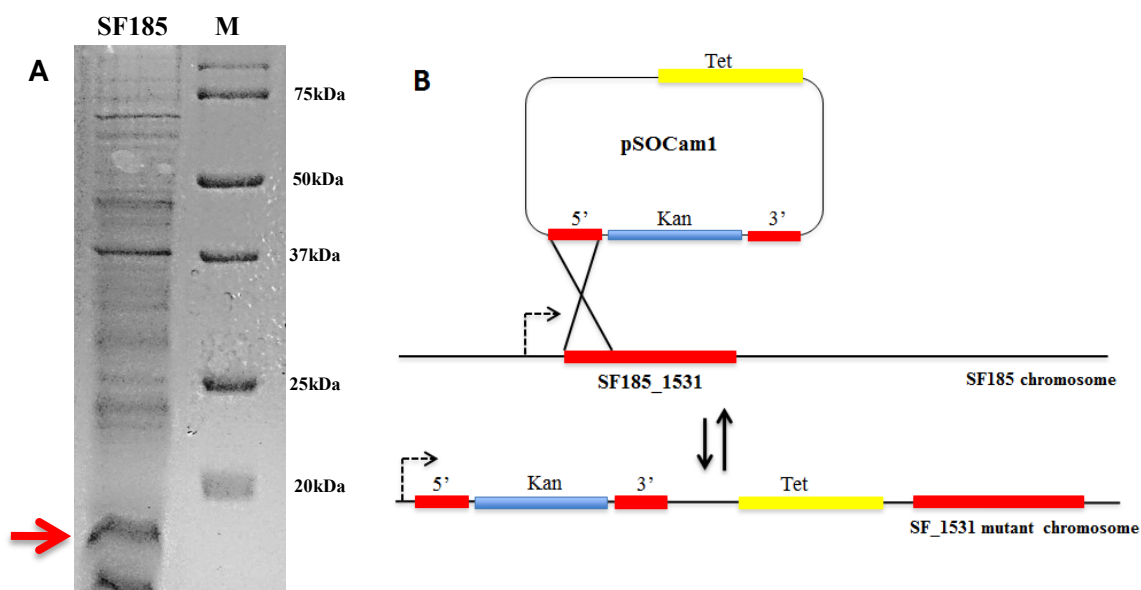 SF185 M
A
75kDa
50kDa
37kDa
25kDa
20kDa
B
Tet
pSOCam1
5’ Kan 3’
SF185_1531
SF185 chromosome
5’ Kan 3’ Tet
SF_1531 mutant chromosome